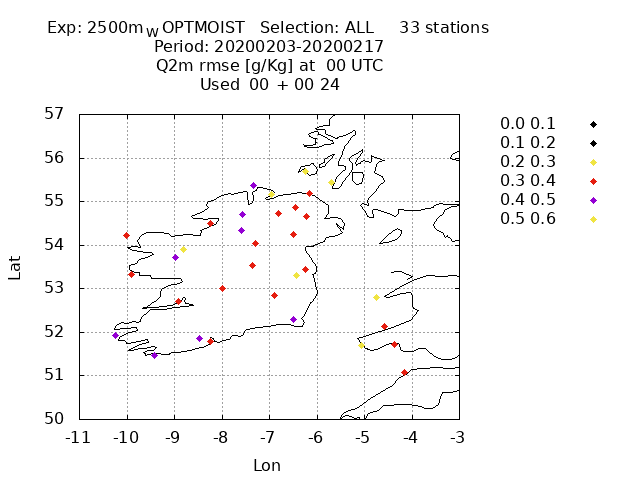 Exp: 2500m_W OPTMOIST Selection: ALL 33 stations
Period: 20200203-20200217
Q2m rmse [g/Kg] at 00 UTC
Used 00 + 00 24
57
56
55
54
53
52
51
50
-11 -10 -9 -8 -7 -6 -5 -4 -3
Lat
Lon
0.0 0.1
0.1 0.2
0.2 0.3
0.3 0.4
0.4 0.5
0.5 0.6